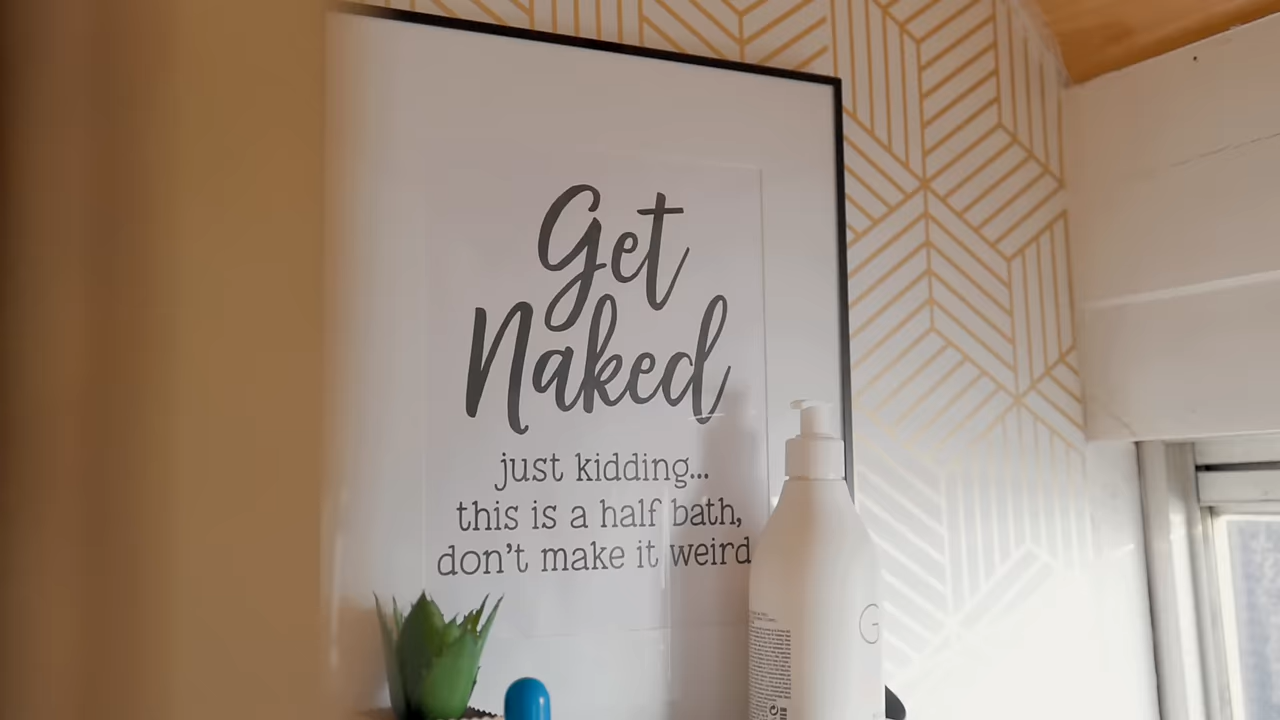 Get
Naked
just kidding...
this is a half bath,
don't make it weird
G